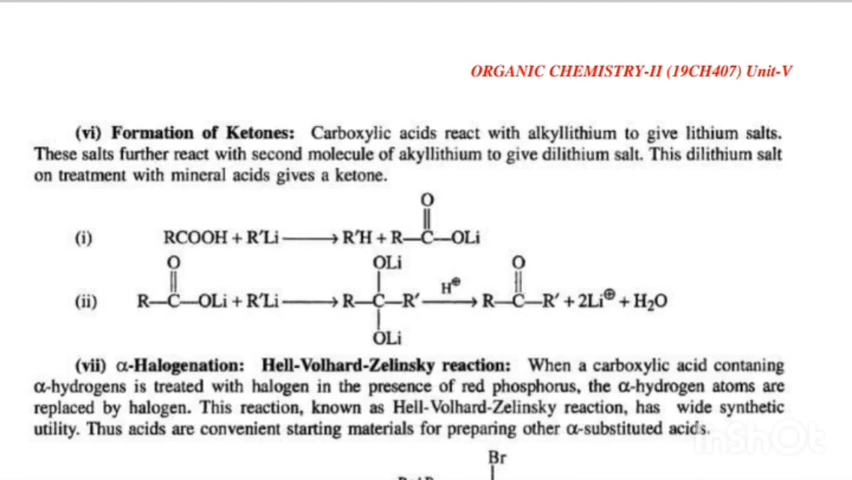 ORGANIC CHEMISTRY-II (19CH407) Unit-V
(vi) Formation of Ketones: Carboxylic acids react with alkyllithium to give lithium salts.
These salts further react with second molecule of akyllithium to give dilithium salt. This dilithium salt
on treatment with mineral acids gives a ketone.
O
||
(i) RCOOH + R′Li ⟶ R′H + R—C—OLi
O OLi O
|| | ||
(ii) R—C—OLi + R′Li ⟶ R—C—R′ ⟶ R—C—R′ + 2Li⊕ + H₂O
H⊕
|
OLi
(vii) α-Halogenation: Hell-Volhard-Zelinsky reaction: When a carboxylic acid contaning
α-hydrogens is treated with halogen in the presence of red phosphorus, the α-hydrogen atoms are
replaced by halogen. This reaction, known as Hell-Volhard-Zelinsky reaction, has wide synthetic
utility. Thus acids are convenient starting materials for preparing other α-substituted acids.
InShOt
Br
|